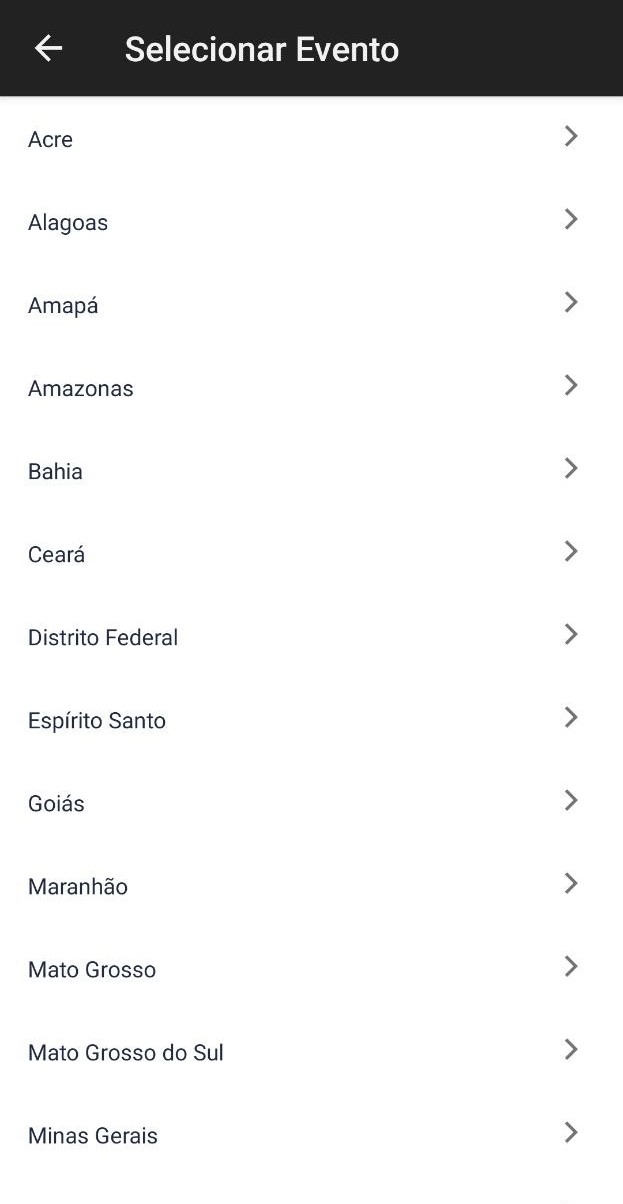 Selecionar Evento
Acre
Alagoas
Amapá
Amazonas
Bahia
Ceará
Distrito Federal
Espírito Santo
Goiás
Maranhão
Mato Grosso
Mato Grosso do Sul
Minas Gerais